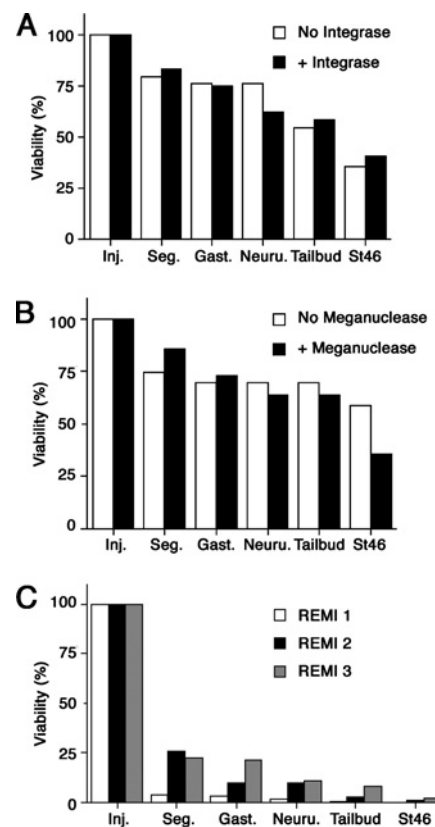 A
100
75
50
25
0
Viability (%)
No Integrase
+ Integrase
Inj. Seg. Gast. Neuru. Tailbud St46
B
100
75
50
25
0
Viability (%)
No Meganuclease
+ Meganuclease
Inj. Seg. Gast. Neuru. Tailbud St46
C
100
75
50
25
0
Viability (%)
REMI 1
REMI 2
REMI 3
Inj. Seg. Gast. Neuru. Tailbud St46